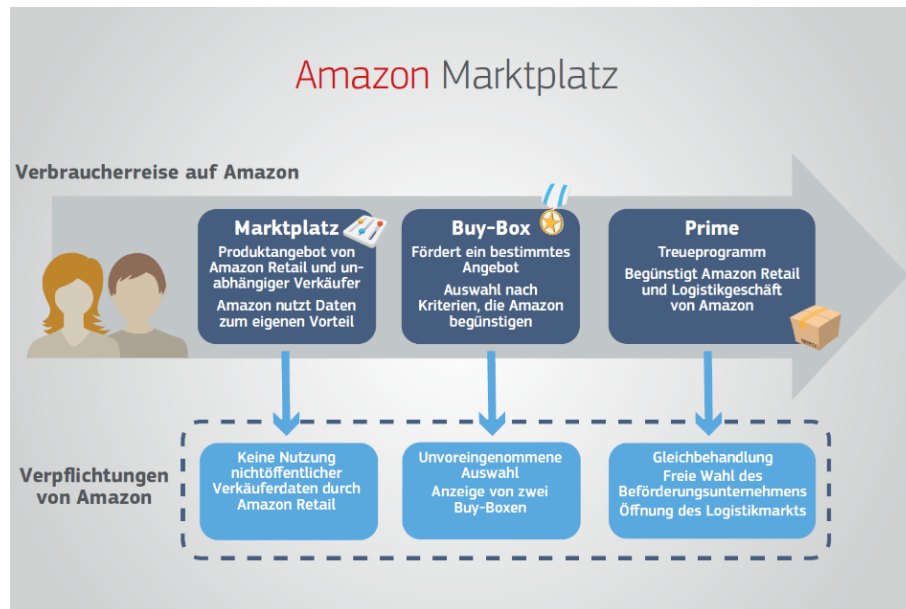 Amazon Marktplatz
Verbraucherreise auf Amazon
Marktplatz
Produktangebot von
Amazon Retail und un-
abhängiger Verkäufer
Amazon nutzt Daten
zum eigenen Vorteil
Buy-Box
Fördert ein bestimmtes
Angebot
Auswahl nach
Kriterien, die Amazon
begünstigen
Prime
Treueprogramm
Begünstigt Amazon Retail
und Logistikgeschäft
von Amazon
Verpflichtungen
von Amazon
Keine Nutzung
nichtöffentlicher
Verkäuferdaten durch
Amazon Retail
Unvoreingenommene
Auswahl
Anzeige von zwei
Buy-Boxen
Gleichbehandlung
Freie Wahl des
Beförderungsunternehmens
Öffnung des Logistikmarkts